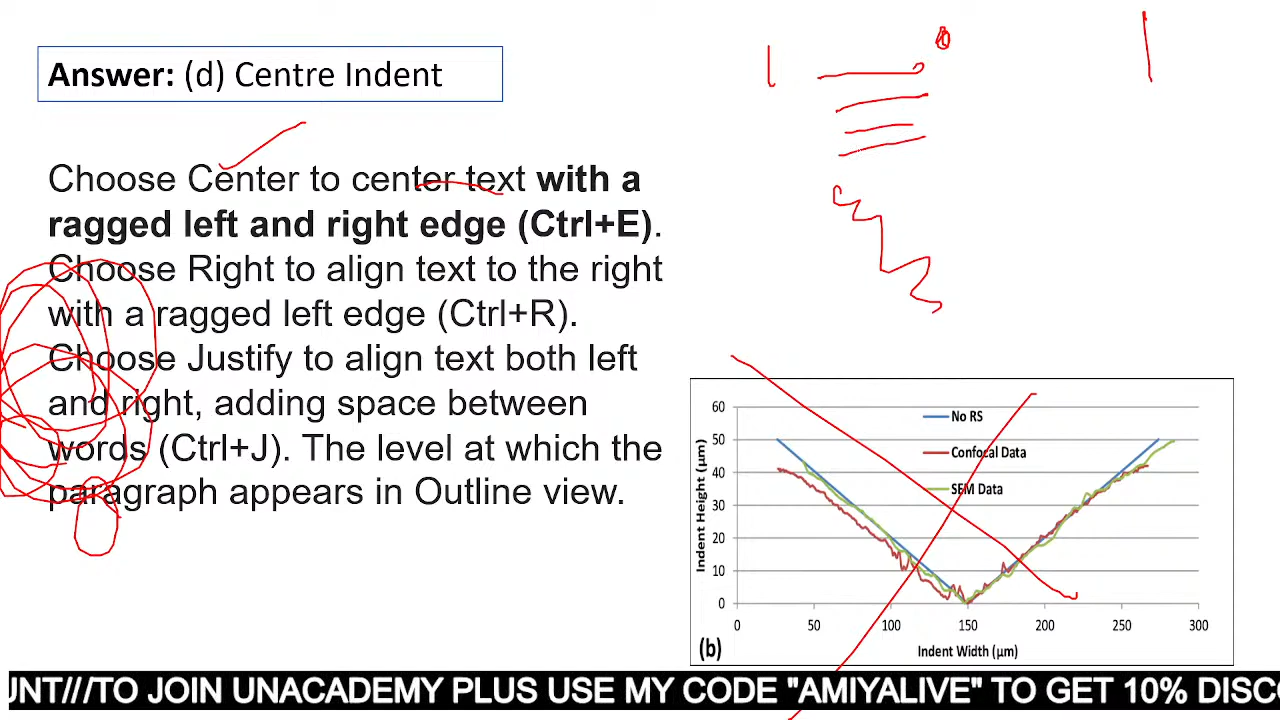 Answer: (d) Centre Indent
Choose Center to center text with a
ragged left and right edge (Ctrl+E).
Choose Right to align text to the right
with a ragged left edge (Ctrl+R).
Choose Justify to align text both left
and right, adding space between
words (Ctrl+J). The level at which the
paragraph appears in Outline view.
60
50
40
30
20
10
0
Indent Height (μm)
No RS
Confocal Data
SEM Data
0 50 100 150 200 250 300
Indent Width (μm)
(b)
UNT///TO JOIN UNACADEMY PLUS USE MY CODE "AMIYALIVE" TO GET 10% DISCO